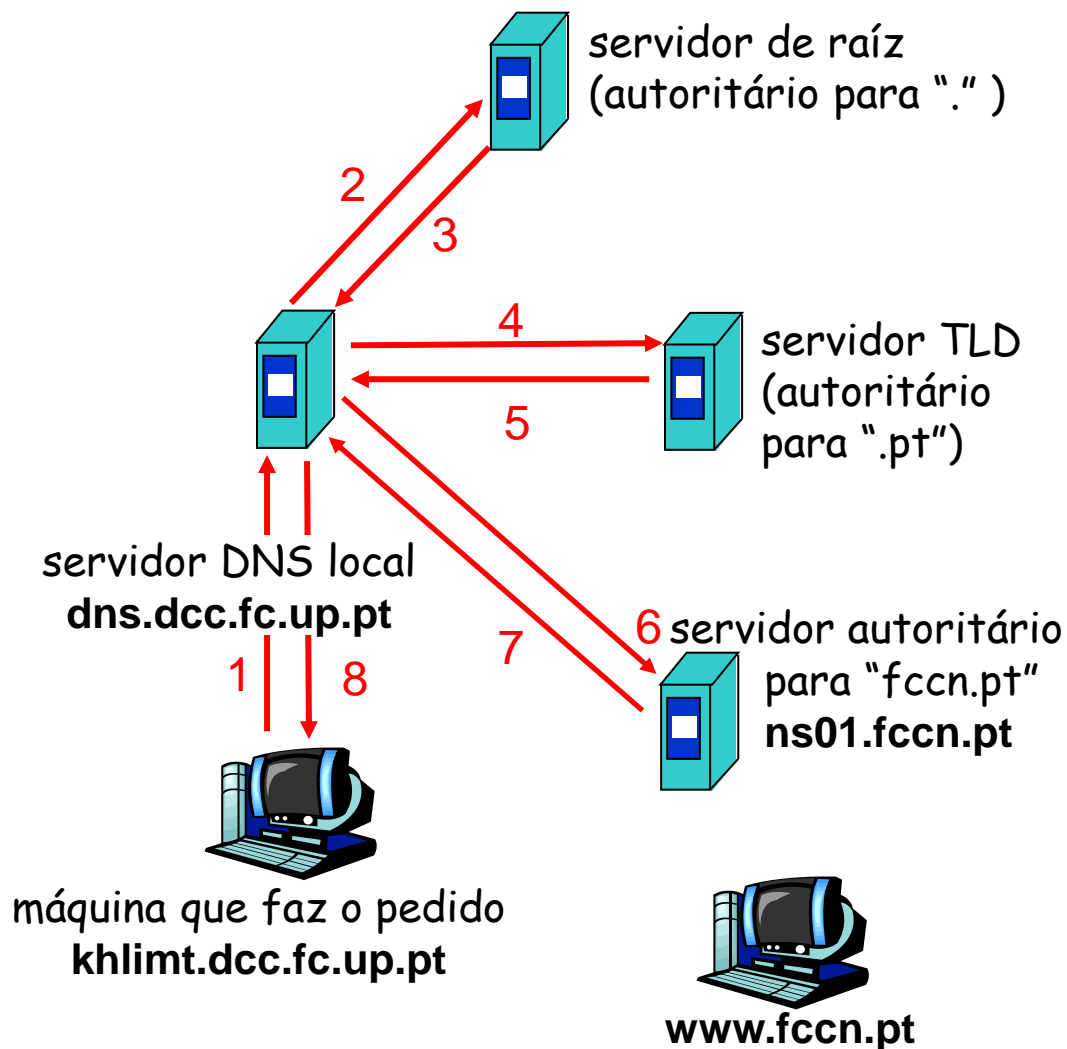 servidor de raíz
(autoritário para “.” )
2
3
4
servidor TLD
(autoritário
para “.pt”)
5
servidor DNS local
dns.dcc.fc.up.pt
1
8
7
6
servidor autoritário
para “fccn.pt”
ns01.fccn.pt
máquina que faz o pedido
khlimt.dcc.fc.up.pt
www.fccn.pt